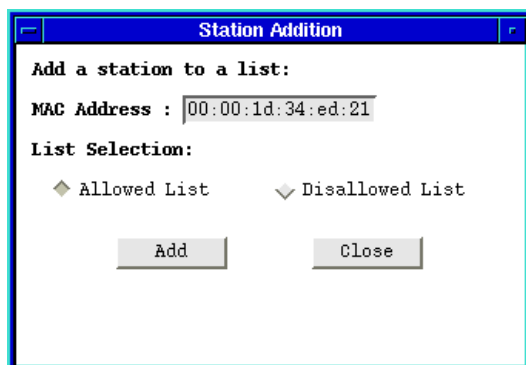 Station Addition
Add a station to a list:
MAC Address : 00:00:1d:34:ed:21
List Selection:
Allowed List Disallowed List
Add Close